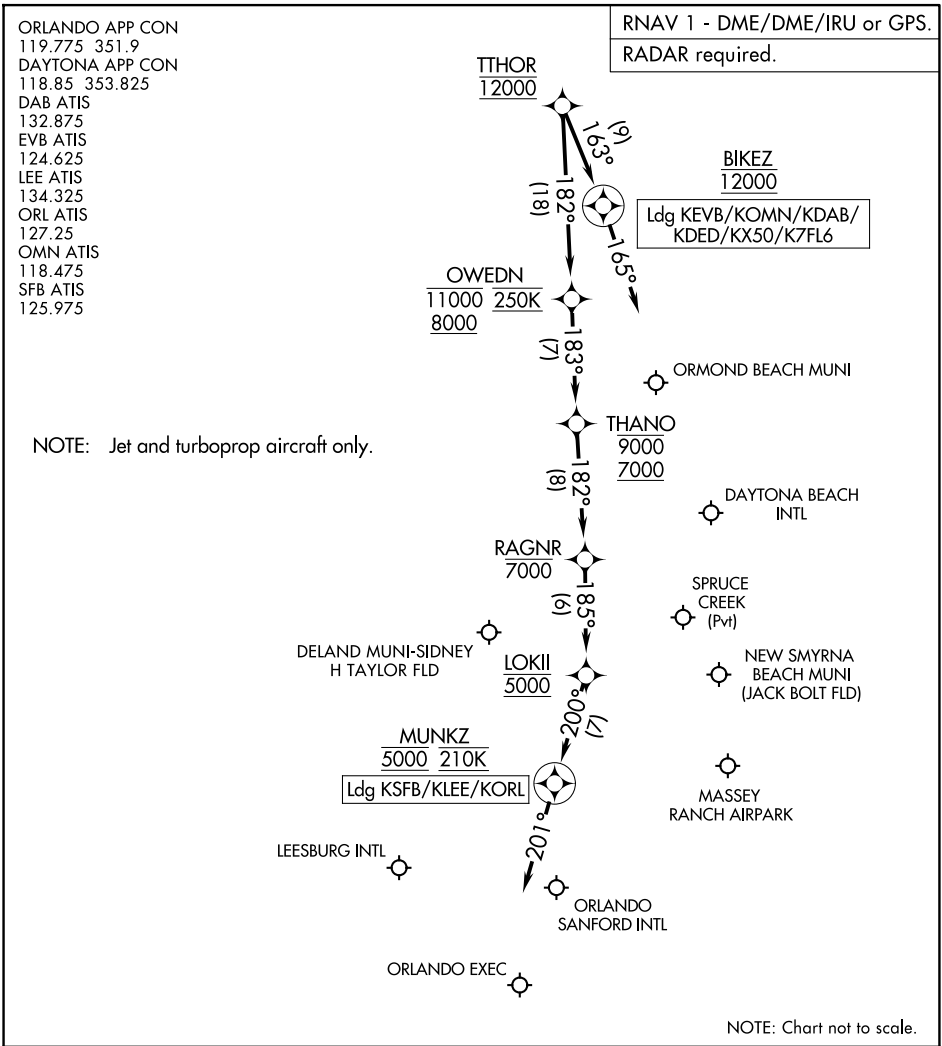 ORLANDO APP CON
119.775 351.9
DAYTONA APP CON
118.85 353.825
DAB ATIS
132.875
EVB ATIS
124.625
LEE ATIS
134.325
ORL ATIS
127.25
OMN ATIS
118.475
SFB ATIS
125.975
RNAV 1 - DME/DME/IRU or GPS.
RADAR required.
TTHOR
12000
(9)
163°
BIKEZ
12000
Ldg KEVB/KOMN/KDAB/
KDED/KX50/K7FL6
165°
182°
(18)
OWEDN
11000 250K
8000
183°
(7)
ORMOND BEACH MUNI
NOTE: Jet and turboprop aircraft only.
THANO
9000
7000
182°
(8)
DAYTONA BEACH
INTL
RAGNR
7000
185°
(6)
SPRUCE
CREEK
(Pvt)
DELAND MUNI-SIDNEY
H TAYLOR FLD
LOKII
5000
NEW SMYRNA
BEACH MUNI
(JACK BOLT FLD)
200°
(7)
MUNKZ
5000 210K
Ldg KSFB/KLEE/KORL
MASSEY
RANCH AIRPARK
201°
LEESBURG INTL
ORLANDO
SANFORD INTL
ORLANDO EXEC
NOTE: Chart not to scale.